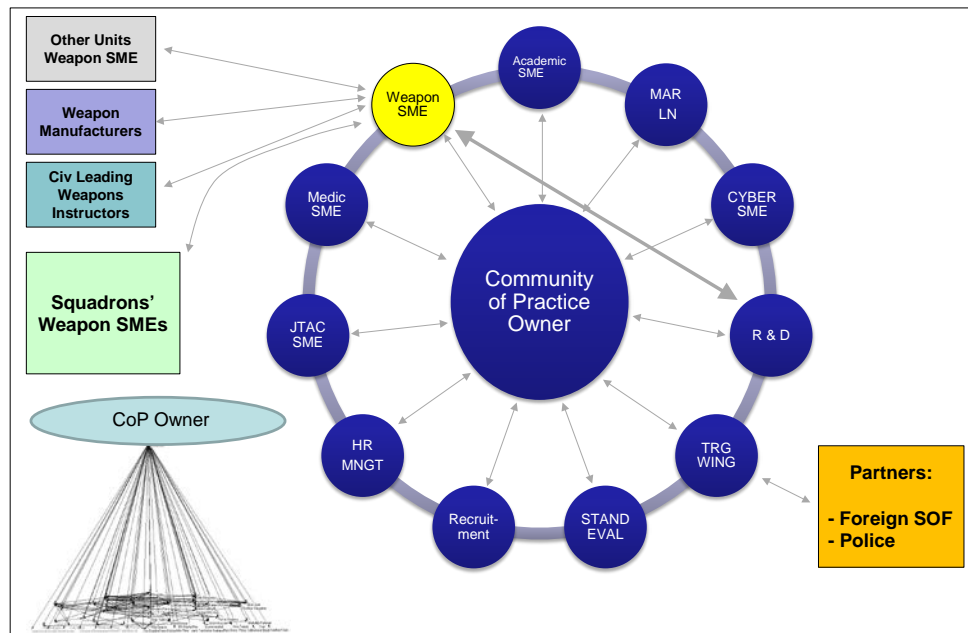 Other Units
Weapon SME
Weapon
Manufacturers
Civ Leading
Weapons
Instructors
Squadrons’
Weapon SMEs
CoP Owner
Academic
SME
Weapon
SME
MAR
LN
Medic
SME
CYBER
SME
Community
of Practice
Owner
JTAC
SME
R & D
HR
MNGT
TRG
WING
Recruit-
ment
STAND
EVAL
Partners:
- Foreign SOF
- Police